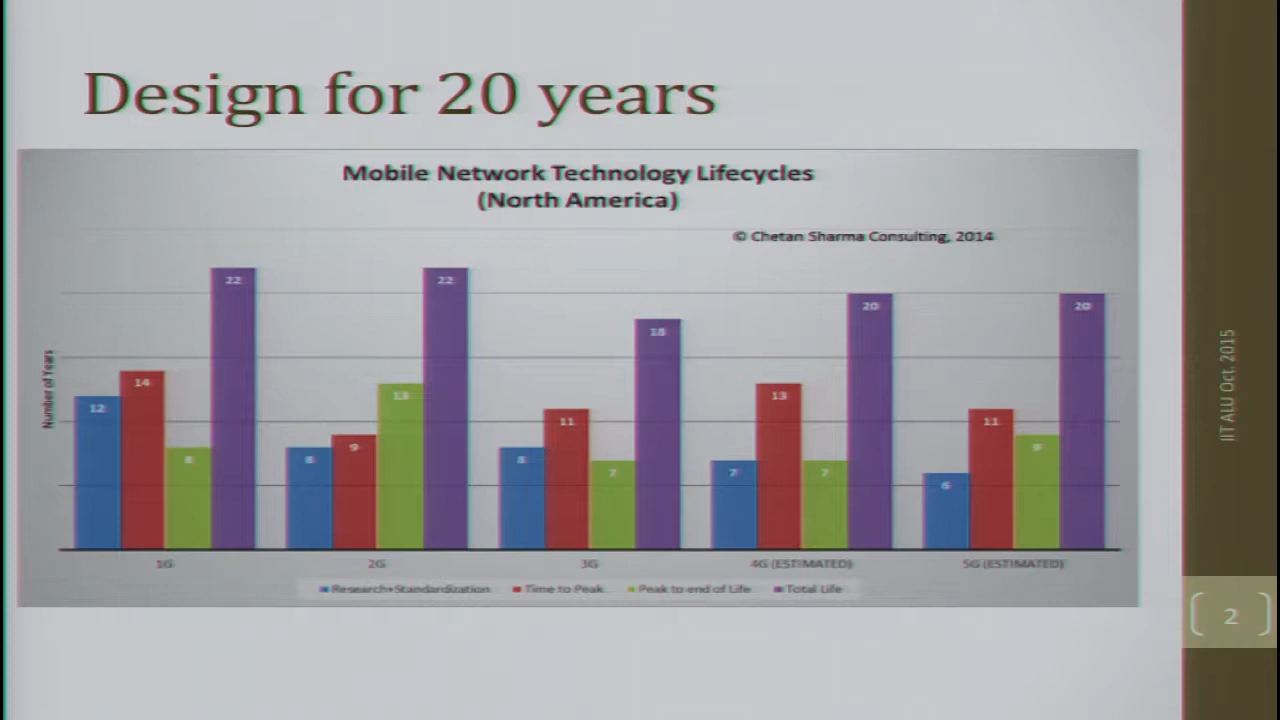 Design for 20 years
Mobile Network Technology Lifecycles
(North America)
© Chetan Sharma Consulting, 2014
Number of Years
12 14 8 22
8 9 13 22
8 11 7 18
7 13 7 20
6 11 9 20
1G 2G 3G 4G (ESTIMATED) 5G (ESTIMATED)
Research+Standardization Time to Peak Peak to end of Life Total Life
IIT ALU Oct. 2015
2